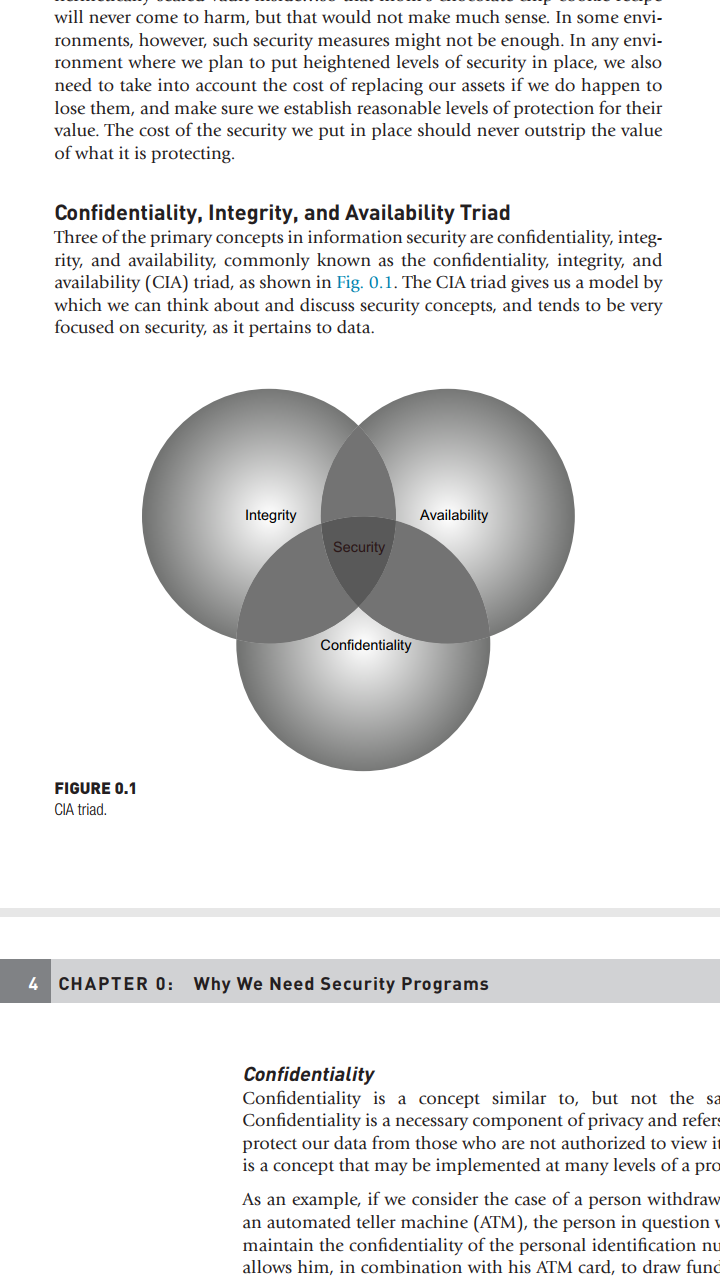 will never come to harm, but that would not make much sense. In some envi-
ronments, however, such security measures might not be enough. In any envi-
ronment where we plan to put heightened levels of security in place, we also
need to take into account the cost of replacing our assets if we do happen to
lose them, and make sure we establish reasonable levels of protection for their
value. The cost of the security we put in place should never outstrip the value
of what it is protecting.
Confidentiality, Integrity, and Availability Triad
Three of the primary concepts in information security are confidentiality, integ-
rity, and availability, commonly known as the confidentiality, integrity, and
availability (CIA) triad, as shown in Fig. 0.1. The CIA triad gives us a model by
which we can think about and discuss security concepts, and tends to be very
focused on security, as it pertains to data.
Integrity
Availability
Security
Confidentiality
FIGURE 0.1
CIA triad.
4 CHAPTER 0: Why We Need Security Programs
Confidentiality
Confidentiality is a concept similar to, but not the sa
Confidentiality is a necessary component of privacy and refers
protect our data from those who are not authorized to view it
is a concept that may be implemented at many levels of a pro
As an example, if we consider the case of a person withdraw
an automated teller machine (ATM), the person in question w
maintain the confidentiality of the personal identification nu
allows him, in combination with his ATM card, to draw fund